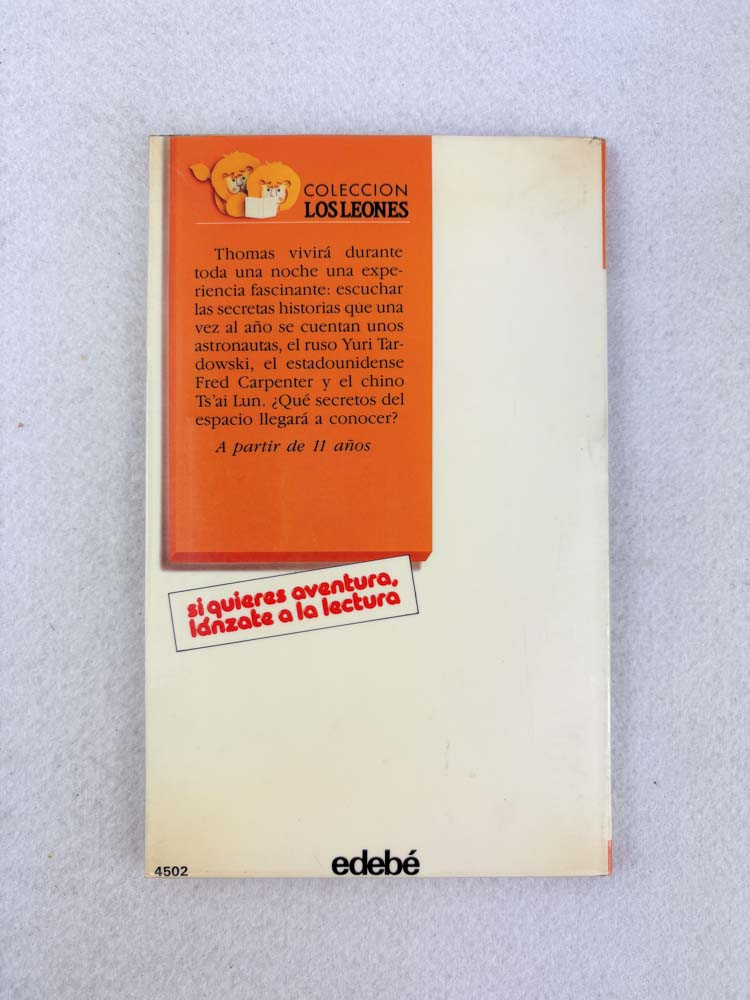 COLECCION
LOS LEONES
Thomas vivirá durante
toda una noche una expe-
riencia fascinante: escuchar
las secretas historias que una
vez al año se cuentan unos
astronautas, el ruso Yuri Tar-
dowski, el estadounidense
Fred Carpenter y el chino
Ts'ai Lun. ¿Qué secretos del
espacio llegará a conocer?
A partir de 11 años
si quieres aventura,
lánzate a la lectura
4502
edebé